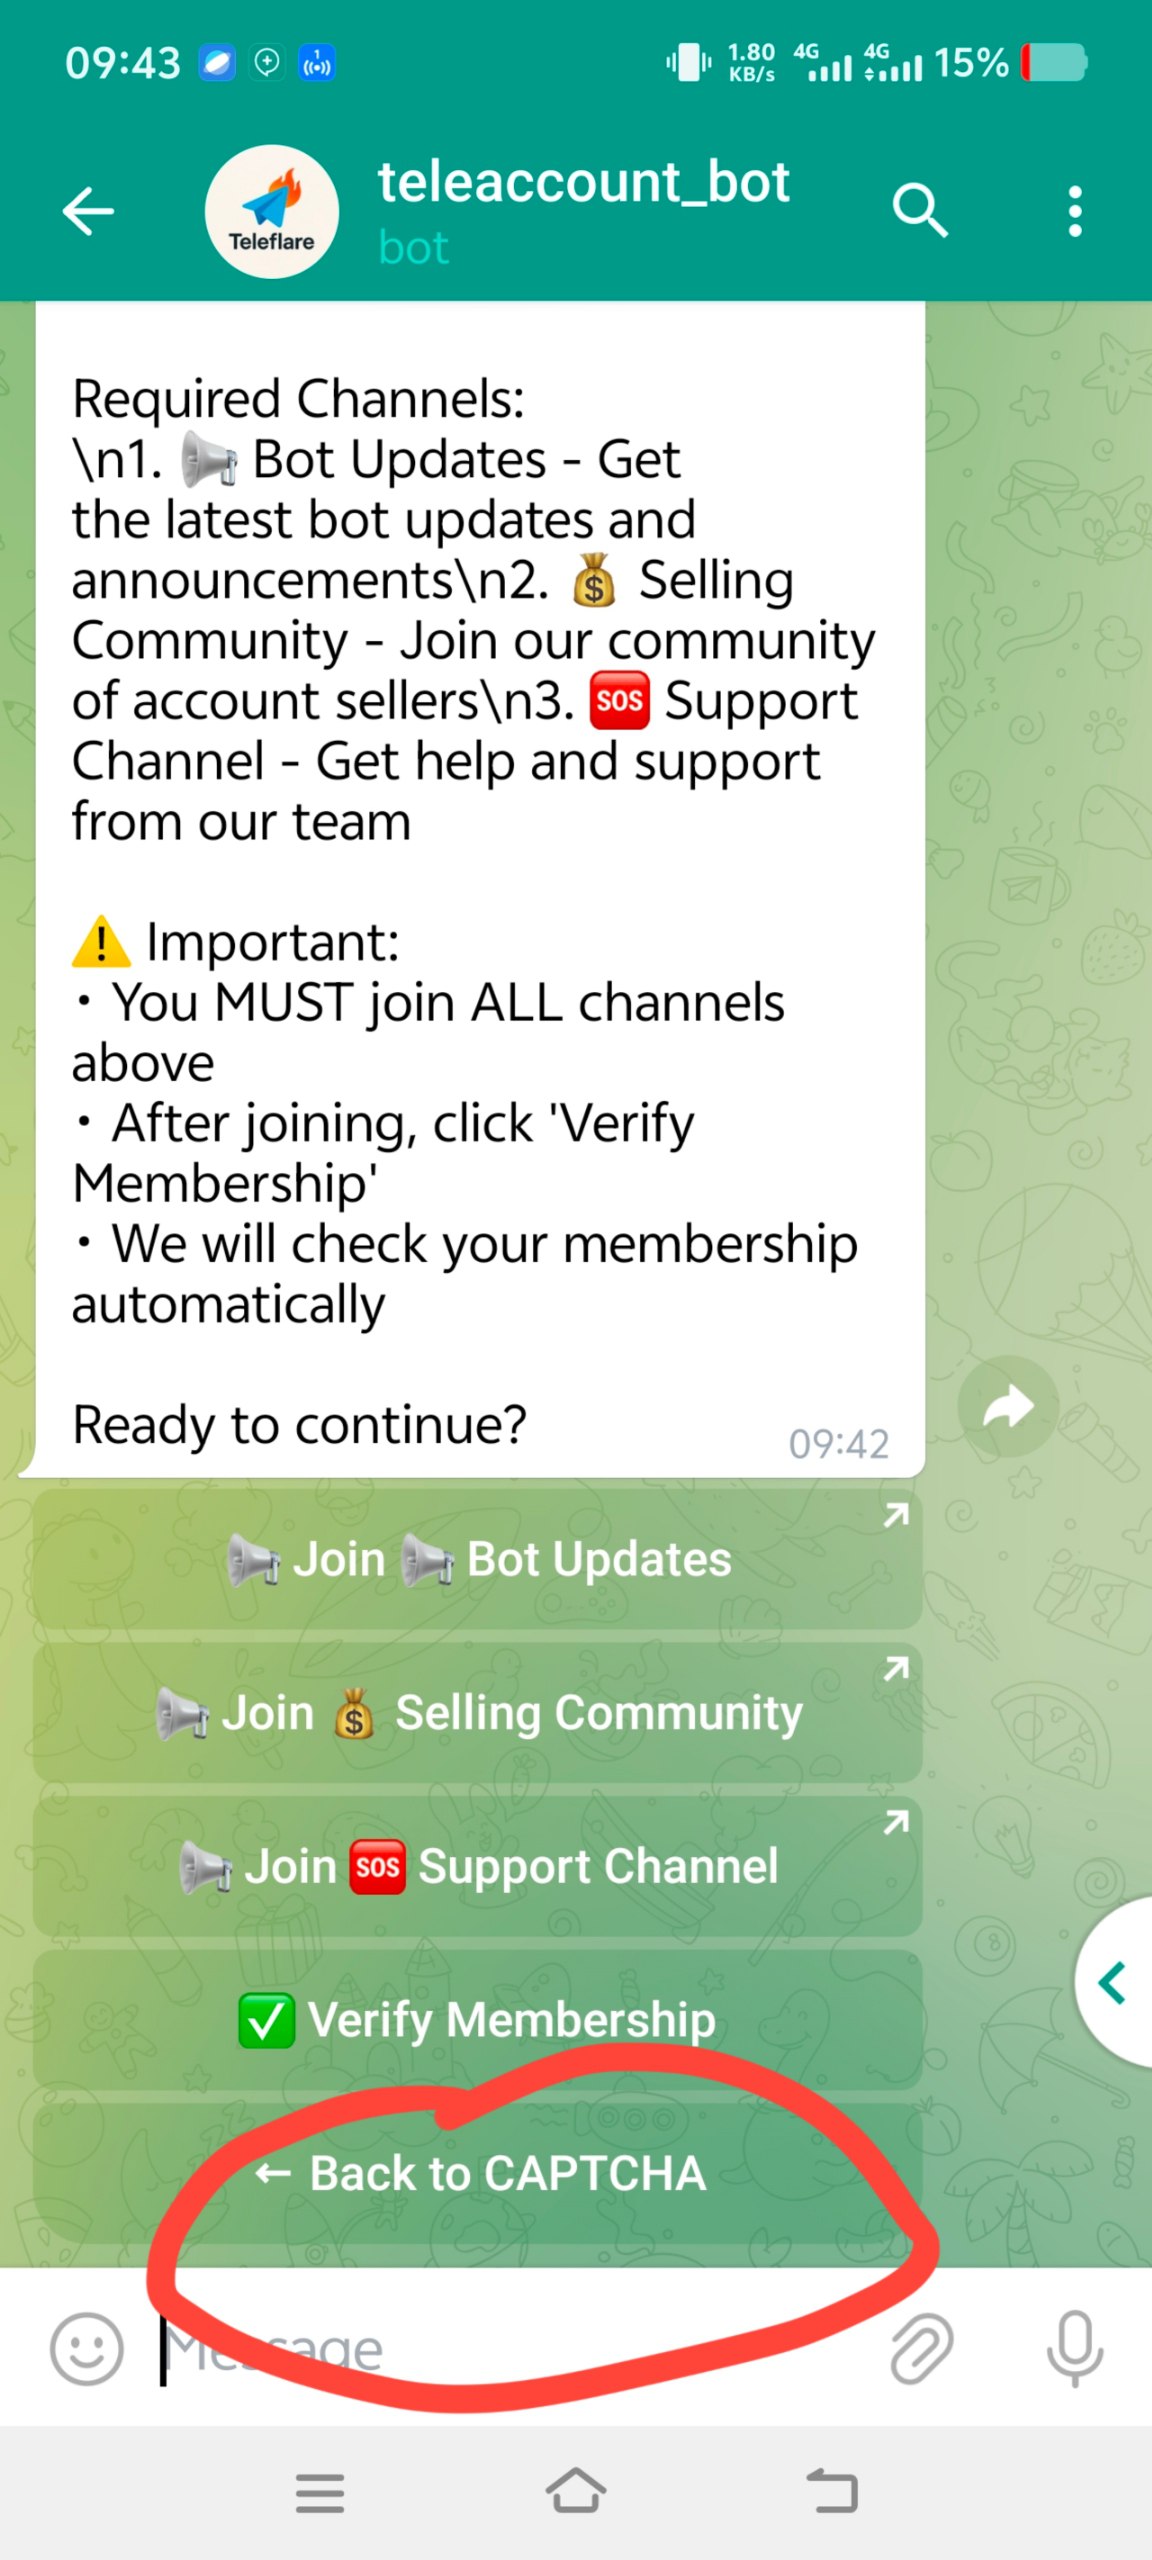 09:43
1.80
KB/s
4G
4G
15%
teleaccount_bot
bot
Teleflare
Required Channels:
\n1. 📢 Bot Updates - Get
the latest bot updates and
announcements\n2. 💰 Selling
Community - Join our community
of account sellers\n3. 🆘 Support
Channel - Get help and support
from our team
⚠️ Important:
• You MUST join ALL channels
above
• After joining, click 'Verify
Membership'
• We will check your membership
automatically
Ready to continue?
09:42
📢 Join 📢 Bot Updates
📢 Join 💰 Selling Community
📢 Join 🆘 Support Channel
✅ Verify Membership
← Back to CAPTCHA
Message